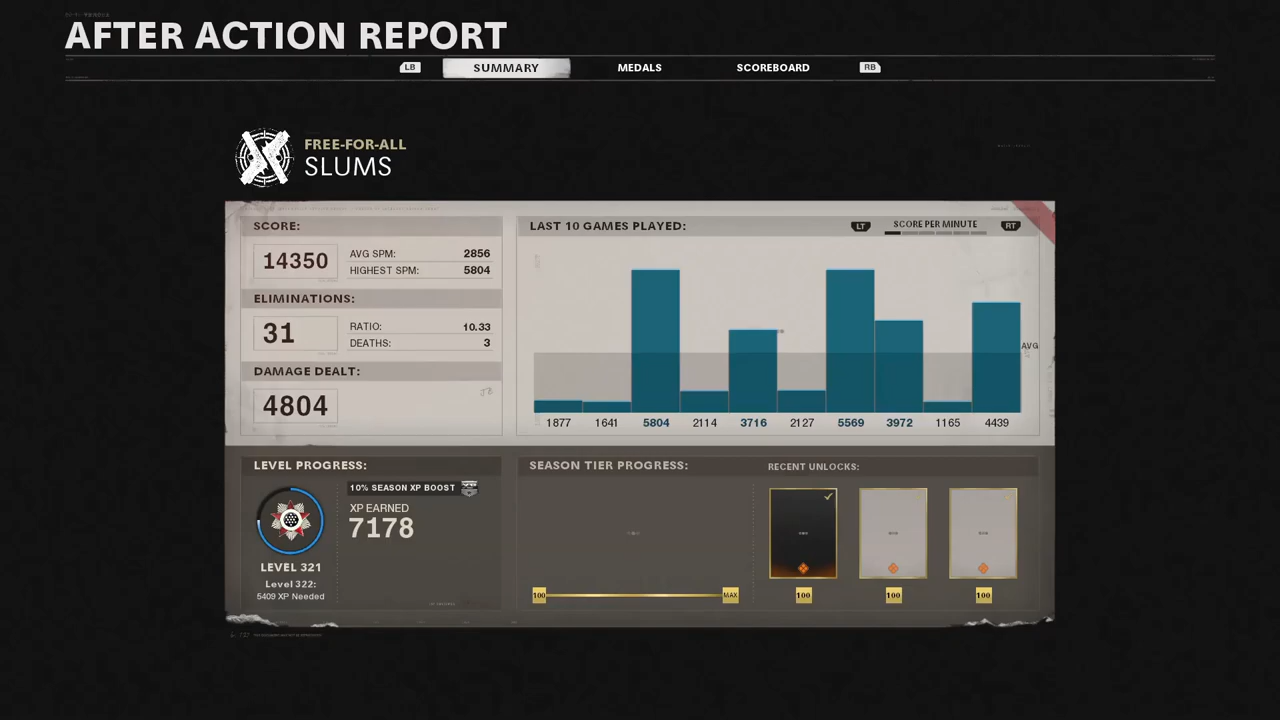 AFTER ACTION REPORT
LB SUMMARY MEDALS SCOREBOARD RB
FREE-FOR-ALL
SLUMS
SCORE:
14350
AVG SPM: 2856
HIGHEST SPM: 5804
ELIMINATIONS:
31
RATIO: 10.33
DEATHS: 3
DAMAGE DEALT:
4804
LAST 10 GAMES PLAYED:
LT SCORE PER MINUTE RT
AVG
1877 1641 5804 2114 3716 2127 5569 3972 1165 4439
LEVEL PROGRESS:
10% SEASON XP BOOST
XP EARNED
7178
LEVEL 321
Level 322:
5409 XP Needed
SEASON TIER PROGRESS:
100 MAX
RECENT UNLOCKS:
100 100 100